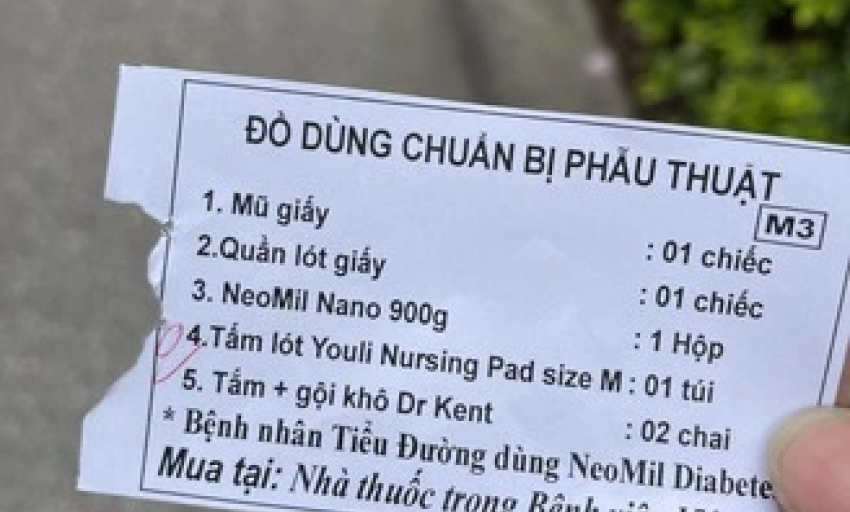 ĐỒ DÙNG CHUẨN BỊ PHẪU THUẬT
M3
1. Mũ giấy : 01 chiếc
2.Quần lót giấy : 01 chiếc
3. NeoMil Nano 900g : 1 Hộp
4.Tấm lót Youli Nursing Pad size M : 01 túi
5. Tắm + gội khô Dr Kent : 02 chai
* Bệnh nhân Tiểu Đường dùng NeoMil Diabete
Mua tại: Nhà thuốc trong Bệnh viện